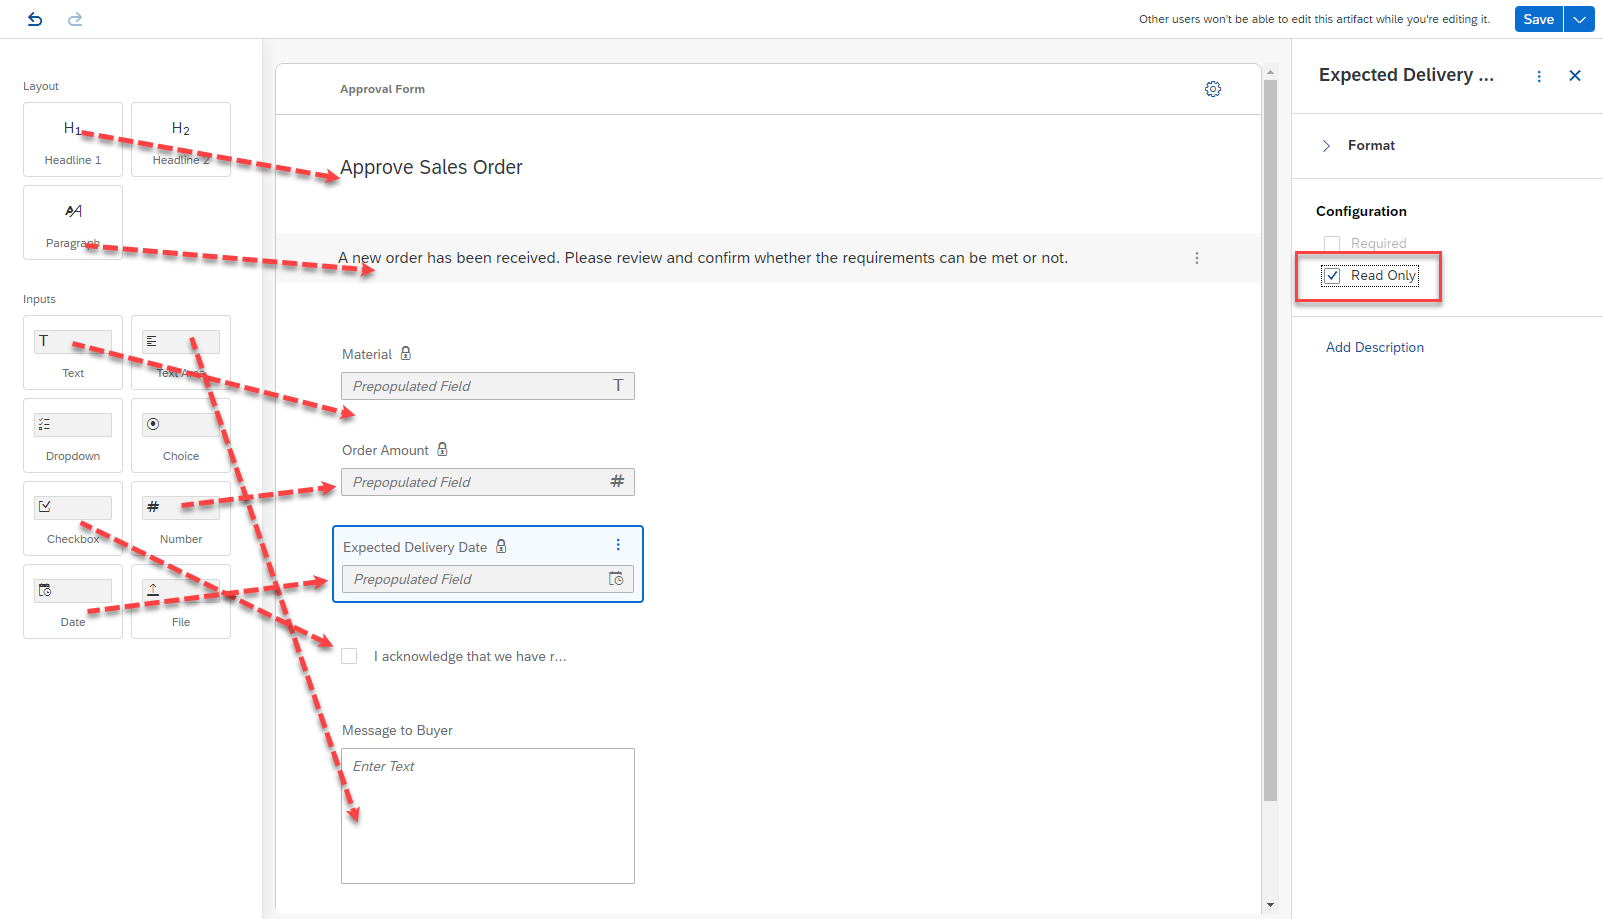 Other users won't be able to edit this artifact while you're editing it.
Save
Layout
H1
H2
Headline 1
Headline 2
Paragraph
Inputs
T
Text
Text Area
Dropdown
Choice
#
Checkbox
Number
Date
File
Approval Form
Approve Sales Order
A new order has been received. Please review and confirm whether the requirements can be met or not.
Material
Prepopulated Field
T
Order Amount
Prepopulated Field
#
Expected Delivery Date
Prepopulated Field
I acknowledge that we have r...
Message to Buyer
Enter Text
Expected Delivery ...
Format
Configuration
Required
Read Only
Add Description